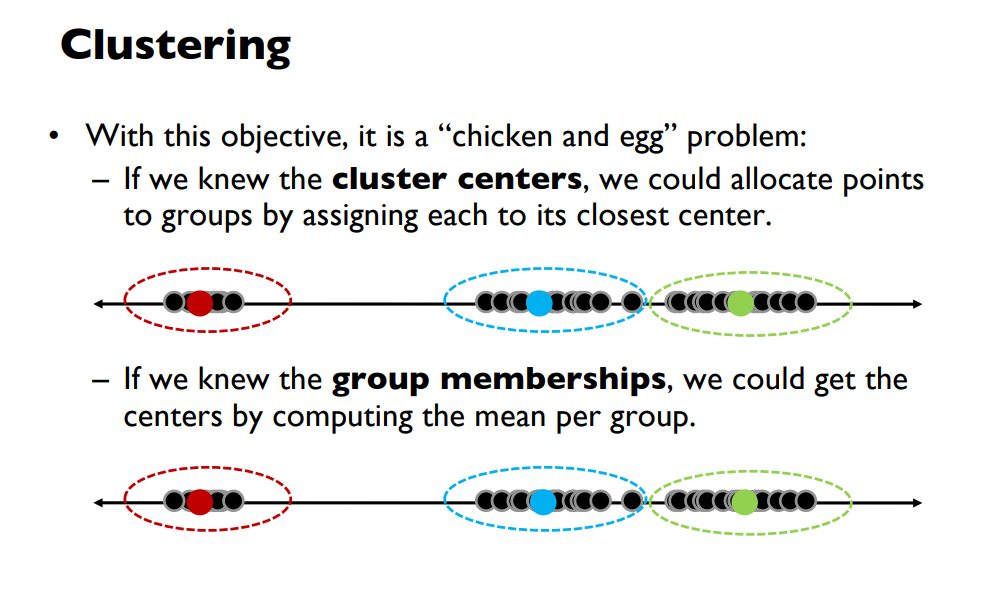 Clustering
• With this objective, it is a “chicken and egg” problem:
– If we knew the cluster centers, we could allocate points
to groups by assigning each to its closest center.
– If we knew the group memberships, we could get the
centers by computing the mean per group.